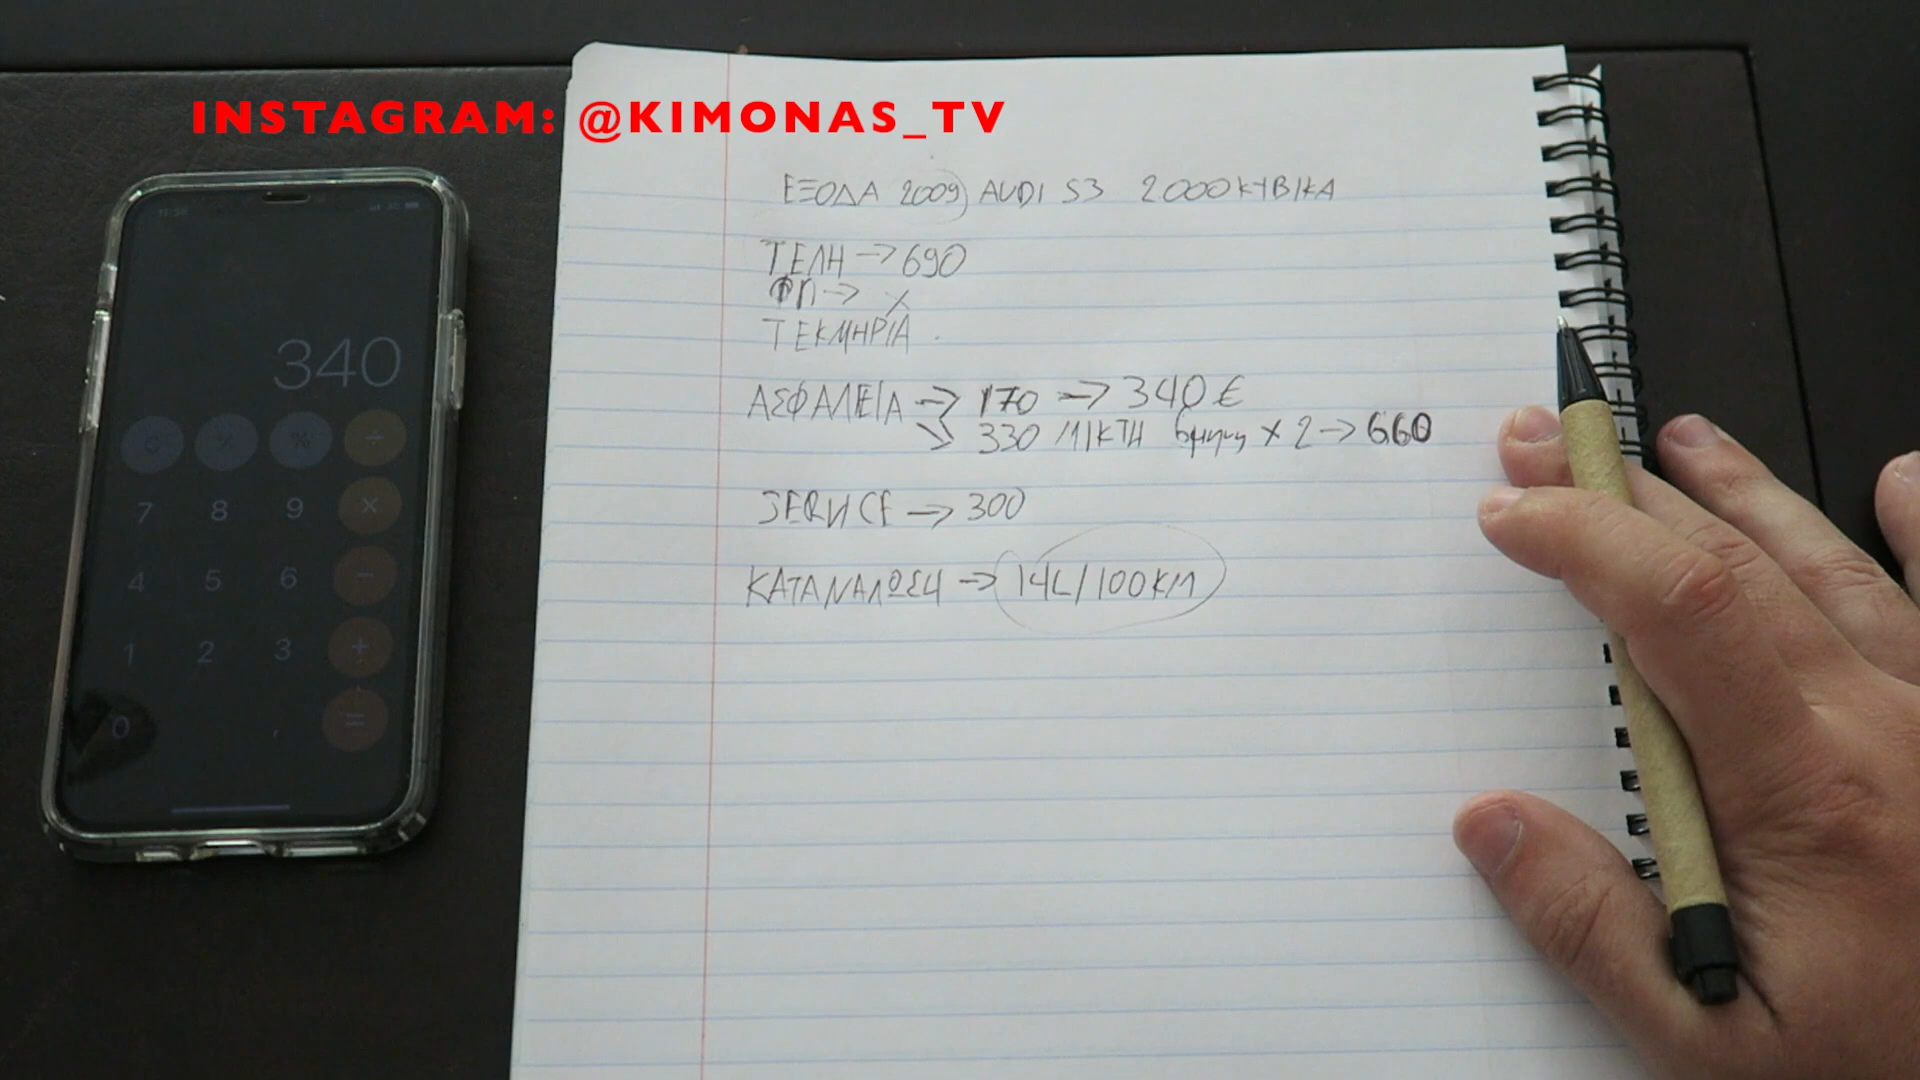 INSTAGRAM: @KIMONAS_TV
ΕΞΟΔΑ 2009 AUDI S3 2000 ΚΥΒΙΚΑ
ΤΕΛΗ → 690
ΦΠ → X
ΤΕΚΜΗΡΙΑ
ΑΣΦΑΛΕΙΑ → 170 → 340€
→ 330 ΜΙΚΤΗ 6μηνη × 2 → 660
SERVICE → 300
ΚΑΤΑΝΑΛΩΣΗ → 14L/100KM
340
7 8 9 ×
4 5 6 −
1 2 3 +
0 . =